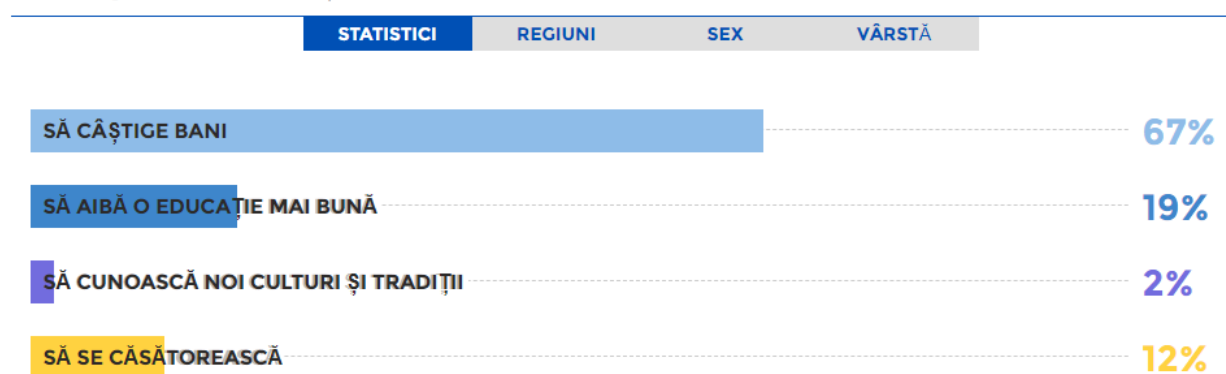 STATISTICI REGIUNI SEX VÂRSTĂ
SĂ CÂȘTIGE BANI 67%
SĂ AIBĂ O EDUCAȚIE MAI BUNĂ 19%
SĂ CUNOASCĂ NOI CULTURI ȘI TRADIȚII 2%
SĂ SE CĂSĂTOREASCĂ 12%